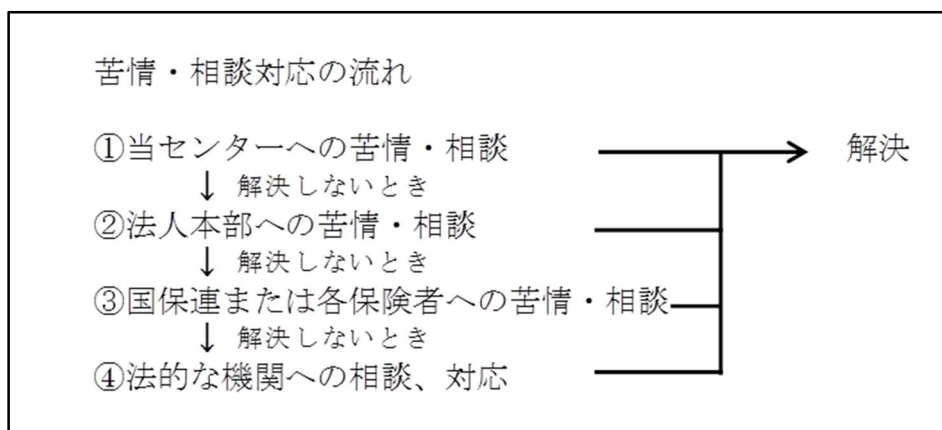 苦情・相談対応の流れ
①当センターへの苦情・相談
解決
↓ 解決しないとき
②法人本部への苦情・相談
↓ 解決しないとき
③国保連または各保険者への苦情・相談
↓ 解決しないとき
④法的な機関への相談、対応